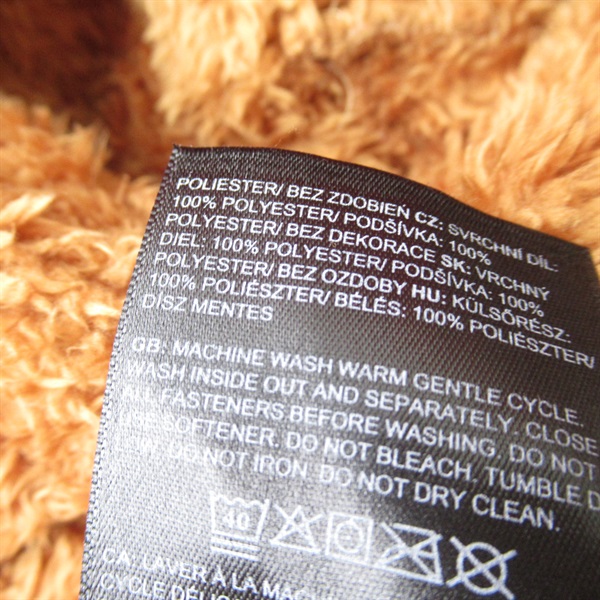 POLIESTER/ BEZ ZDOBIEŃ CZ: SVRCHNÍ DÍL:
100% POLYESTER/ PODŠÍVKA: 100%
POLYESTER/ BEZ DEKORACE SK: VRCHNÝ
DIEL: 100% POLYESTER/ PODŠÍVKA: 100%
POLYESTER/ BEZ OZDOBY HU: KÜLSŐRÉSZ:
100% POLIÉSZTER/ BÉLÉS: 100% POLIÉSZTER/
DÍSZ MENTES
GB: MACHINE WASH WARM GENTLE CYCLE.
WASH INSIDE OUT AND SEPARATELY. CLOSE
ALL FASTENERS BEFORE WASHING. DO NOT
USE SOFTENER. DO NOT BLEACH. TUMBLE D
LOW. DO NOT IRON. DO NOT DRY CLEAN.
40
CA: LAVER À LA MACH
CYCLE DÉLI